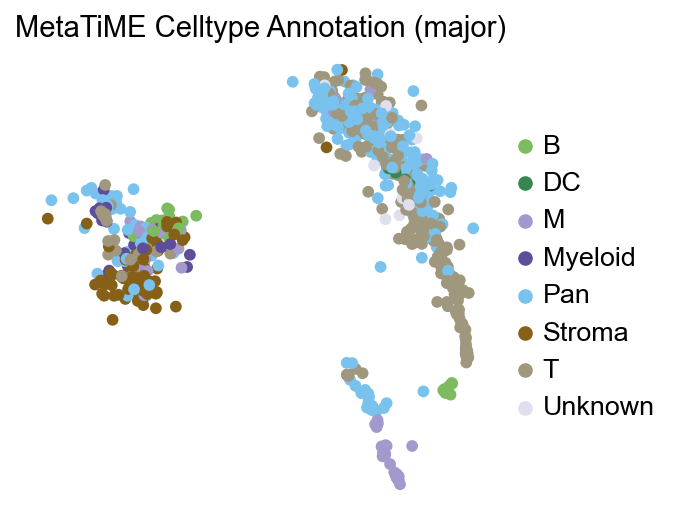 MetaTiME Celltype Annotation (major)
B
DC
M
Myeloid
Pan
Stroma
T
Unknown